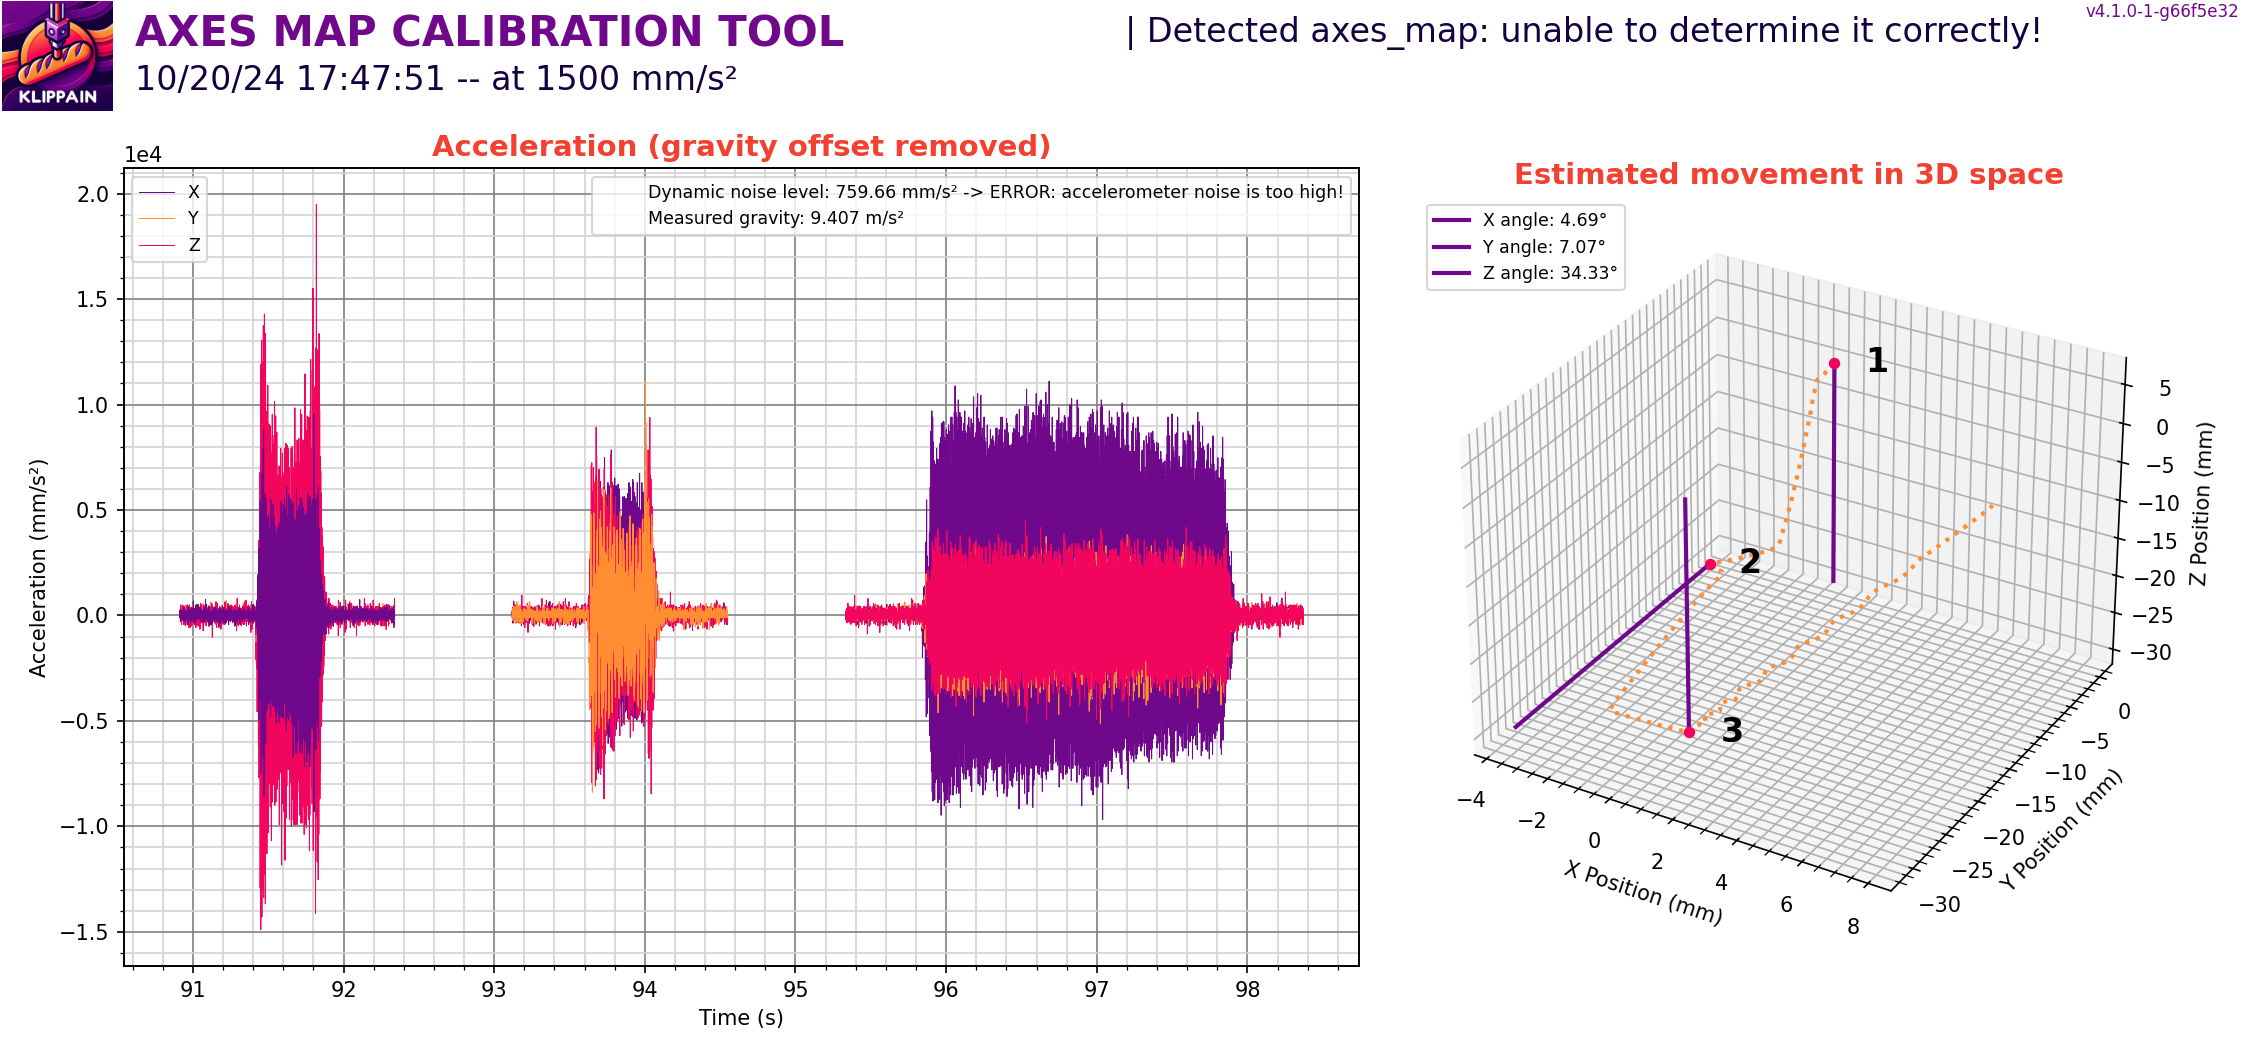 KLIPPAIN
AXES MAP CALIBRATION TOOL
10/20/24 17:47:51 -- at 1500 mm/s²
| Detected axes_map: unable to determine it correctly!
v4.1.0-1-g66f5e32
Acceleration (gravity offset removed)
1e4
X
Y
Z
Dynamic noise level: 759.66 mm/s² -> ERROR: accelerometer noise is too high!
Measured gravity: 9.407 m/s²
2.0
1.5
1.0
0.5
0.0
−0.5
−1.0
−1.5
Acceleration (mm/s²)
91 92 93 94 95 96 97 98
Time (s)
Estimated movement in 3D space
X angle: 4.69°
Y angle: 7.07°
Z angle: 34.33°
1
2
3
5
0
−5
−10
−15
−20
−25
−30
Z Position (mm)
0
−5
−10
−15
−20
−25
−30
Y Position (mm)
−4
−2
0
2
4
6
8
X Position (mm)